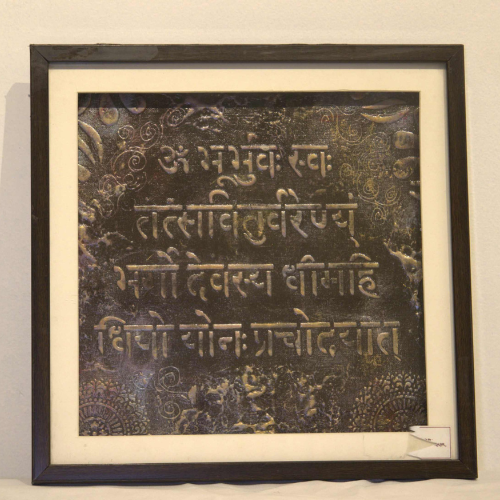 ॐ भ भुंवः स्वः
तत्सवितुर्वरेण्य्
भर्गो देवस्य धीमहि
धियो योनः प्रचोदयात्